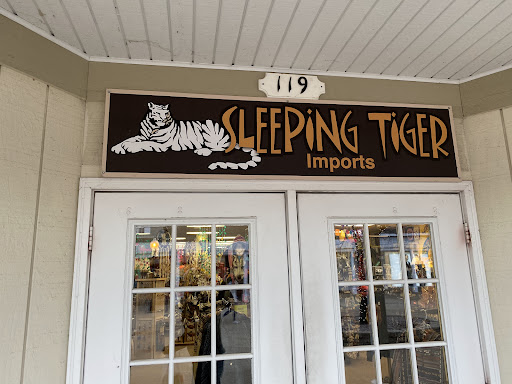 119
SLEEPiNG TiGER
Imports